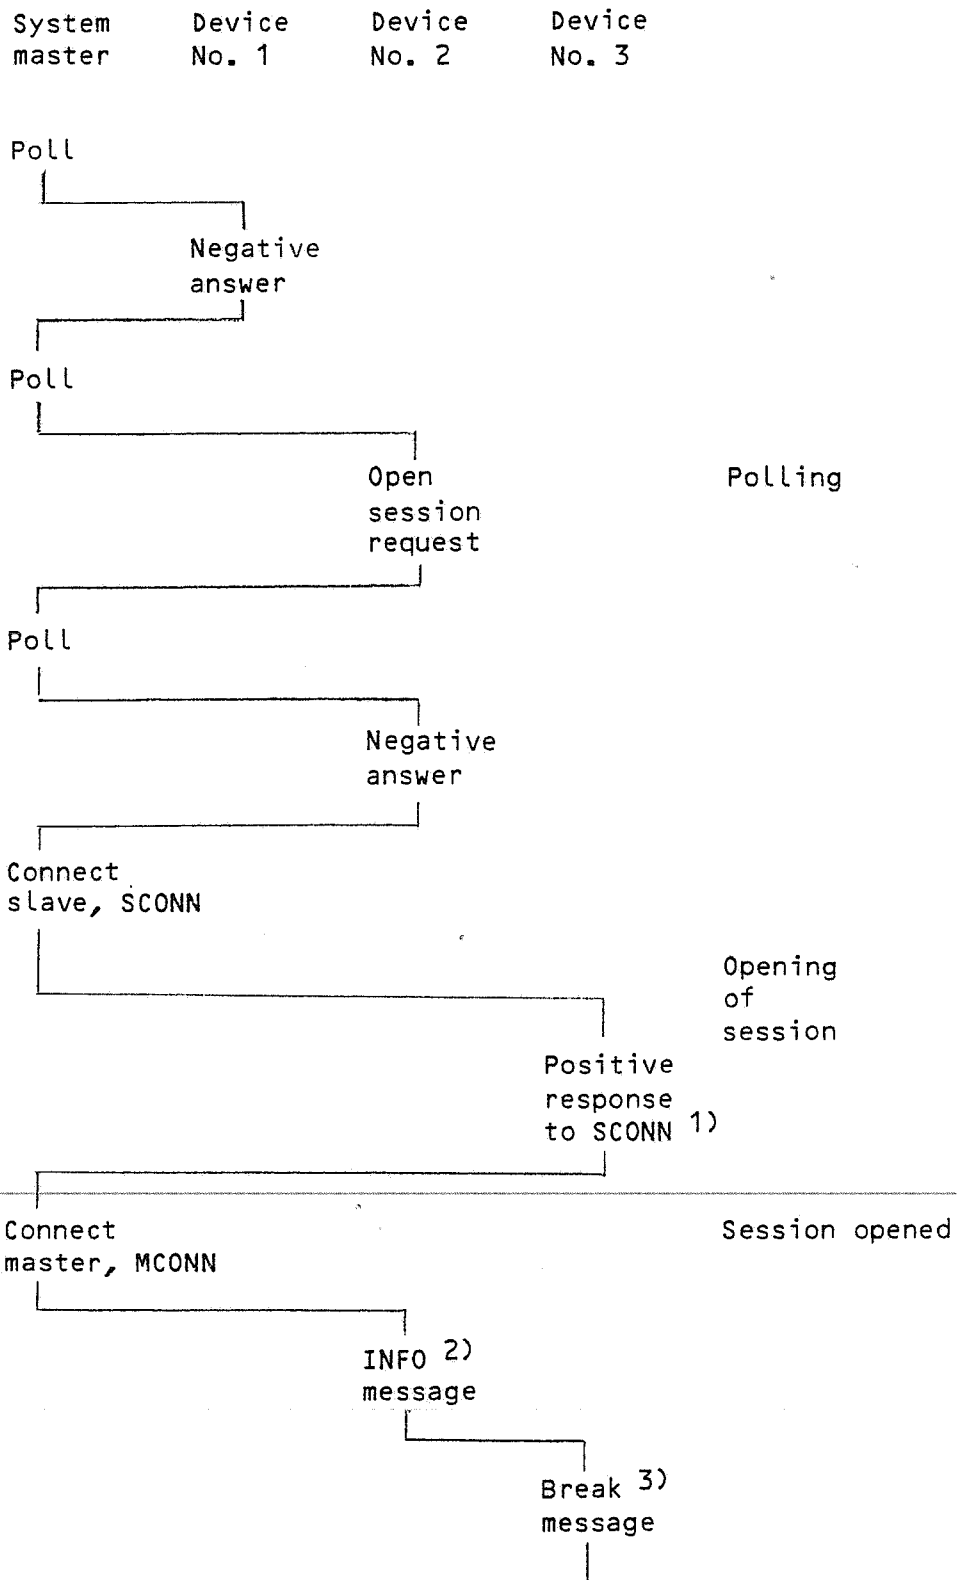 System Device Device Device
master No. 1 No. 2 No. 3
Poll
Negative
answer
Poll
Open Polling
session
request
Poll
Negative
answer
Connect
slave, SCONN
Opening
of
session
Positive
response
to SCONN 1)
Connect Session opened
master, MCONN
INFO 2)
message
Break 3)
message